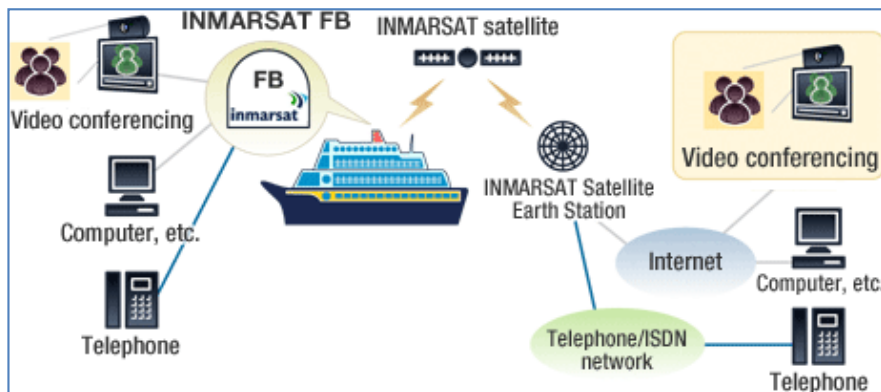 INMARSAT FB
INMARSAT satellite
FB
inmarsat
Video conferencing
Computer, etc.
Telephone
INMARSAT Satellite
Earth Station
Video conferencing
Internet
Computer, etc.
Telephone/ISDN
network
Telephone